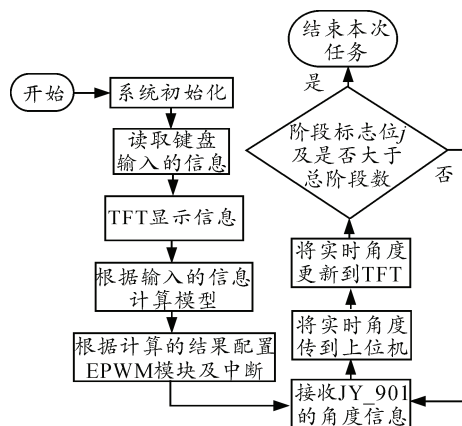 开始
系统初始化
读取键盘
输入的信息
TFT显示信息
根据输入的信息
计算模型
根据计算的结果配置
EPWM模块及中断
接收JY_901
的角度信息
将实时角度
传到上位机
将实时角度
更新到TFT
阶段标志位j
及是否大于
总阶段数
是
否
结束本次
任务